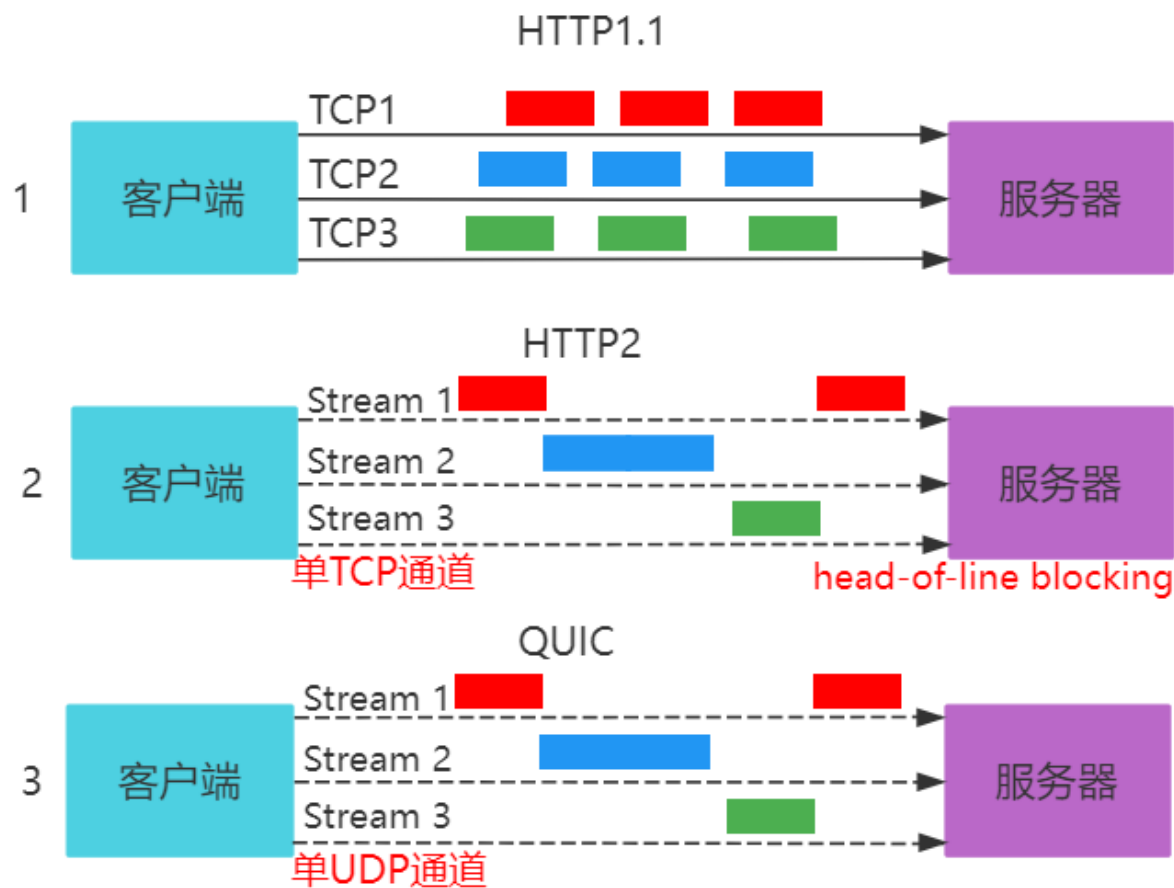 HTTP1.1
TCP1
TCP2
TCP3
1
客户端
服务器
HTTP2
Stream 1
Stream 2
Stream 3
2
客户端
服务器
单TCP通道
head-of-line blocking
QUIC
Stream 1
Stream 2
Stream 3
3
客户端
服务器
单UDP通道